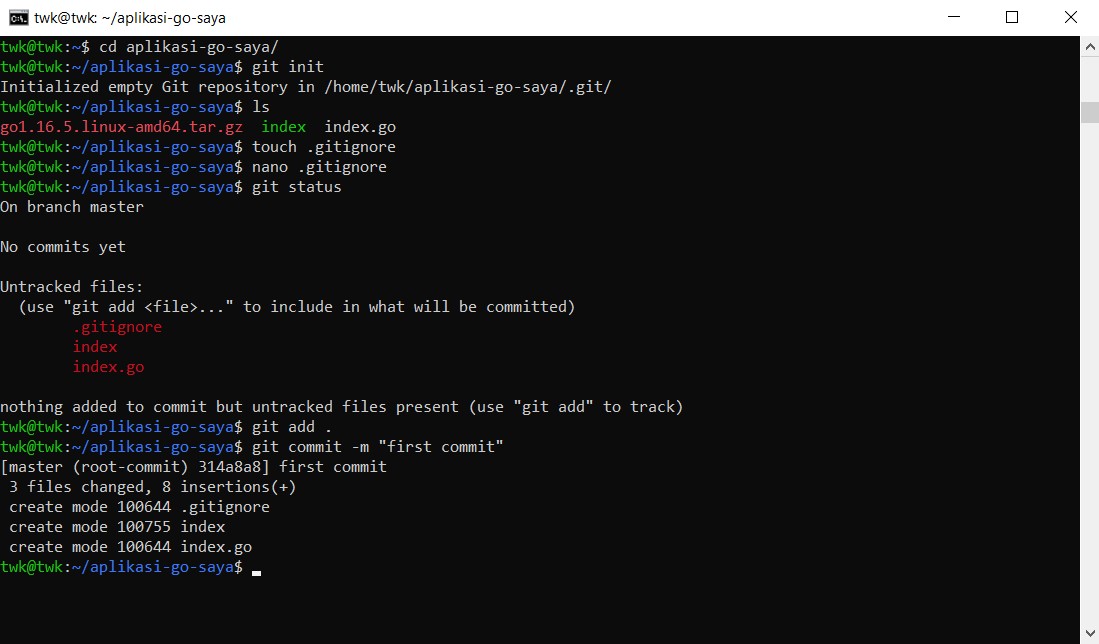 twk@twk: ~/aplikasi-go-saya
twk@twk:~$ cd aplikasi-go-saya/
twk@twk:~/aplikasi-go-saya$ git init
Initialized empty Git repository in /home/twk/aplikasi-go-saya/.git/
twk@twk:~/aplikasi-go-saya$ ls
go1.16.5.linux-amd64.tar.gz  index  index.go
twk@twk:~/aplikasi-go-saya$ touch .gitignore
twk@twk:~/aplikasi-go-saya$ nano .gitignore
twk@twk:~/aplikasi-go-saya$ git status
On branch master
No commits yet
Untracked files:
  (use "git add <file>..." to include in what will be committed)
        .gitignore
        index
        index.go
nothing added to commit but untracked files present (use "git add" to track)
twk@twk:~/aplikasi-go-saya$ git add .
twk@twk:~/aplikasi-go-saya$ git commit -m "first commit"
[master (root-commit) 314a8a8] first commit
 3 files changed, 8 insertions(+)
 create mode 100644 .gitignore
 create mode 100755 index
 create mode 100644 index.go
twk@twk:~/aplikasi-go-saya$